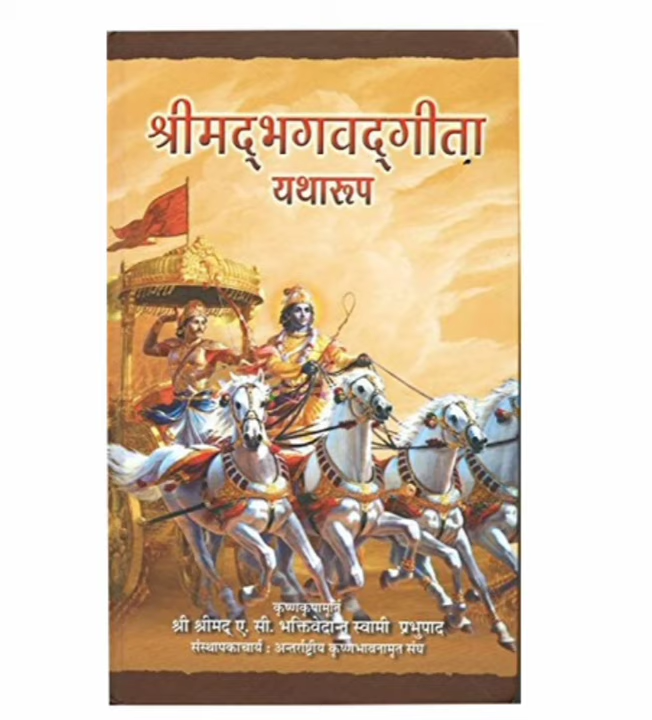 श्रीमद्‌भगवद्‌गीता
यथारूप
कृष्णकृपामूर्ति
श्री श्रीमद् ए. सी. भक्तिवेदान्त स्वामी प्रभुपाद
संस्थापकाचार्य : अन्तर्राष्ट्रीय कृष्णभावनामृत संघ